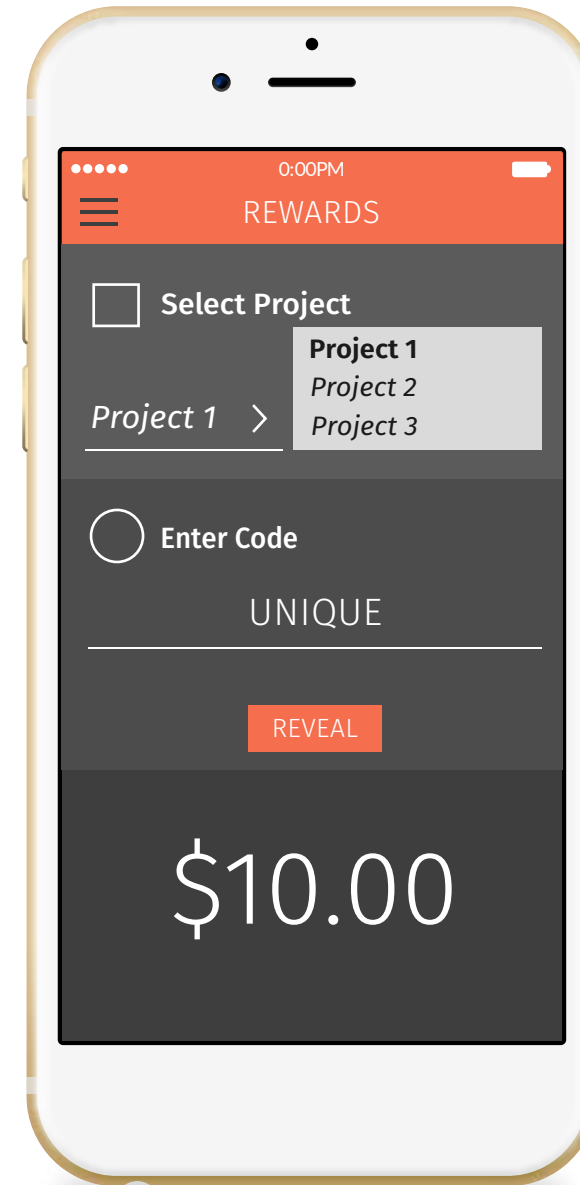 0:00PM
REWARDS
Select Project
Project 1
Project 2
Project 3
Project 1
Enter Code
UNIQUE
REVEAL
$10.00